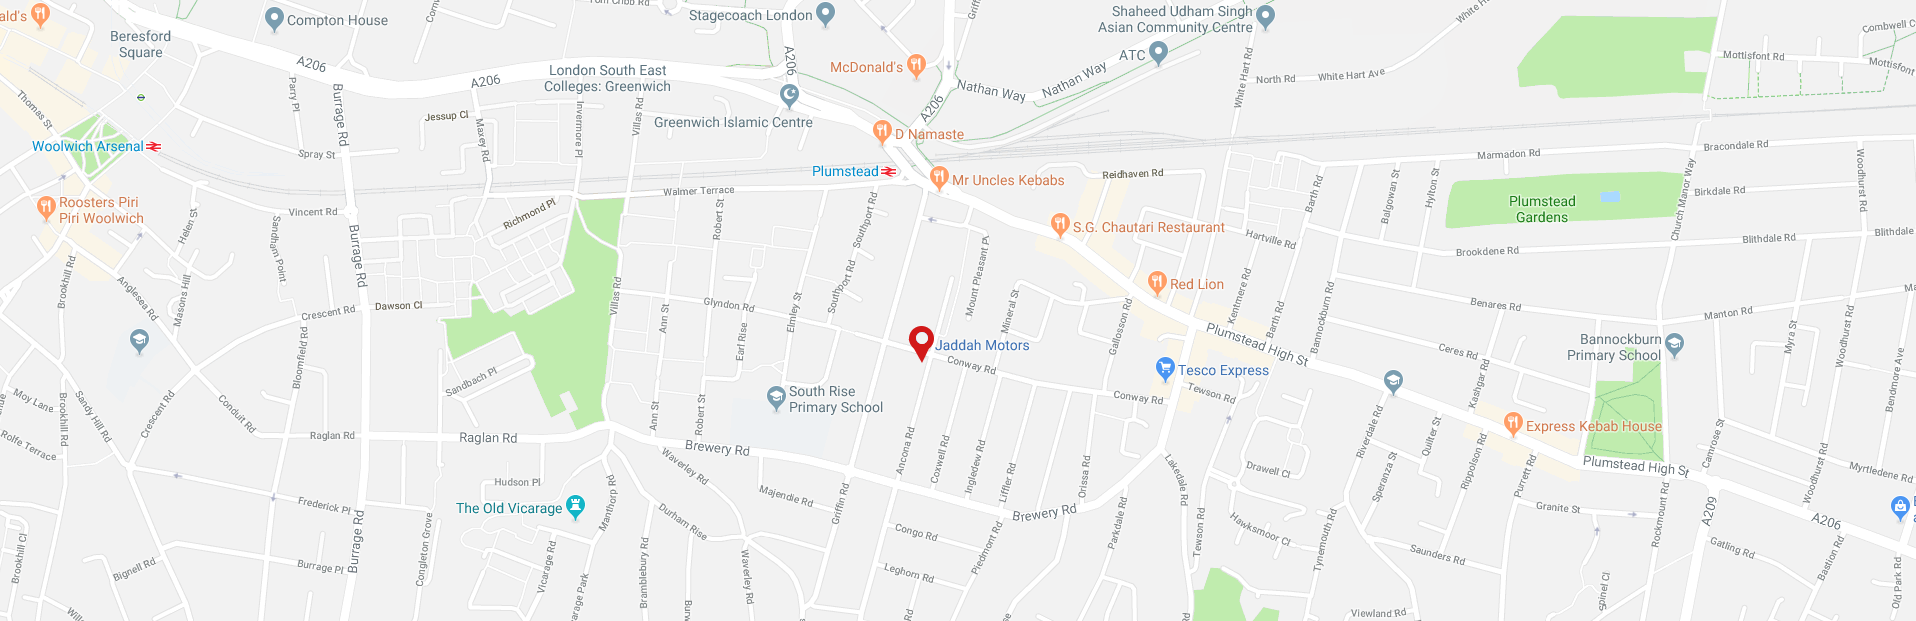 Tom Cribb Rd
Stagecoach London
Shaheed Udham Singh
Asian Community Centre
ald's
Compton House
Beresford
Square
A206
A206
A206
A206
London South East
Colleges: Greenwich
McDonald's
ATC
Nathan Way
Nathan Way
White Hart Rd
North Rd
White Hart Ave
White Ha
Mottisfont Rd
Mottisfont
Combwell C
Thomas St
Parry Pl
Burrage Rd
Jessup Cl
Maxey Rd
Invermore Pl
Villas Rd
Greenwich Islamic Centre
D Namaste
Woolwich Arsenal
Spray St
Plumstead
Mr Uncles Kebabs
Reidhaven Rd
Marmadon Rd
Bracondale Rd
Walmer Terrace
Barth Rd
Balgowan St
Hylton St
Plumstead
Gardens
Church Manor Way
Birkdale Rd
Woodhurst Rd
Roosters Piri
Piri Woolwich
Vincent Rd
Helen St
Sandham Point
Richmond Pl
Robert St
Southport Rd
S.G. Chautari Restaurant
Hartville Rd
Brookdene Rd
Blithdale Rd
Blithdale
Burrage Rd
Brookhill Rd
Anglesea Rd
Masons Hill
Crescent Rd
Dawson Cl
Villas Rd
Glyndon Rd
Ann St
Earl Rise
Elmley St
Southport Rd
Mount Pleasant Pl
Mineral St
Gallosson Rd
Red Lion
Kentmere Rd
Barth Rd
Bannockburn Rd
Benares Rd
Manton Rd
Ma
Plumstead High St
Jaddah Motors
Conway Rd
Tesco Express
Tewson Rd
Conway Rd
Ceres Rd
Bannockburn
Primary School
Myrt St
Woodhurst Rd
Bendmore Ave
Bloomfield Rd
Sandbach Pl
South Rise
Primary School
Moy Lane
Rolfe Terrace
Brookhill Rd
Sandy Hill Rd
Crescent Rd
Conduit Rd
Raglan Rd
Raglan Rd
Ann St
Robert St
Brewery Rd
Ancona Rd
Coxwell Rd
Ingledew Rd
Liffler Rd
Orissa Rd
Lakedale Rd
Riverdale Rd
Quilter St
Kashgar Rd
Express Kebab House
Plumstead High St
Camrose St
Myrtledene Rd
Waverley Rd
Hudson Pl
Drawell Cl
Speranza St
Rippolson Rd
Purrett Rd
Woodhurst Rd
Frederick Pl
The Old Vicarage
Manthorp Rd
Durham Rise
Majendie Rd
Griffin Rd
Congo Rd
Brewery Rd
Parkdale Rd
Tewson Rd
Hawksmoor Cl
Tynemouth Rd
Granite St
Rockmount Rd
A209
A206
Burrage Rd
Brookhill Cl
Bignell Rd
Burrage Pl
Congleton Grove
Vicarage Rd
arage Park
Bramblebury Rd
Waverley Rd
Leghorn Rd
Piedmont Rd
Saunders Rd
Gatling Rd
Bastion Rd
Old Park Rd
Spinel Cl
Viewland Rd